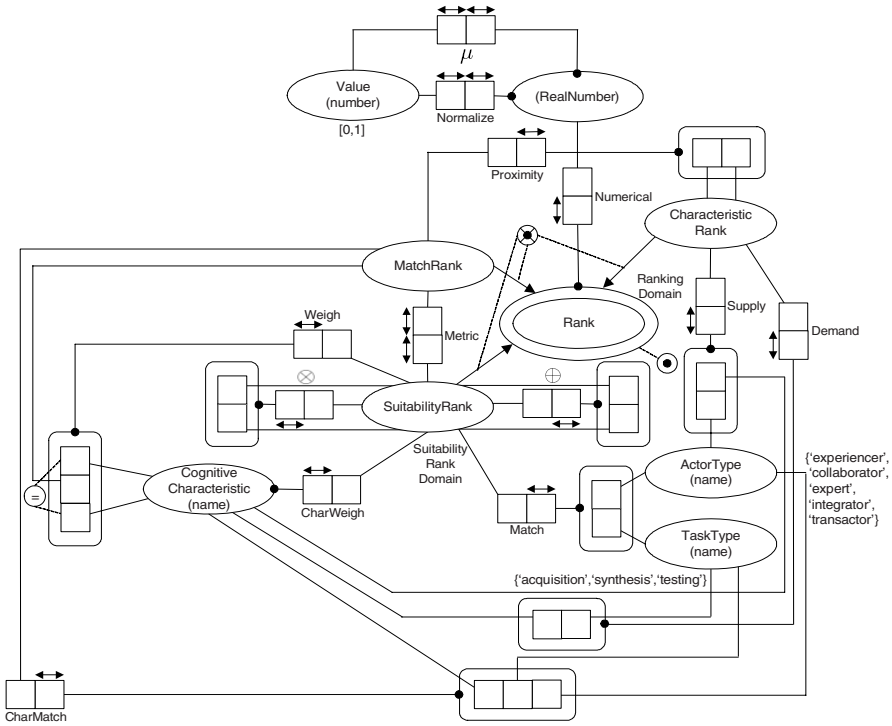 μ
Value
(number)
[0,1]
Normalize
(RealNumber)
Proximity
Numerical
Characteristic
Rank
MatchRank
Ranking
Domain
Supply
Demand
Weigh
Metric
Rank
SuitabilityRank
Suitability
Rank
Domain
Cognitive
Characteristic
(name)
=
CharWeigh
Match
ActorType
(name)
{‘experiencer’,
‘collaborator’,
‘expert’,
‘integrator’,
‘transactor’}
TaskType
(name)
{‘acquisition’,‘synthesis’,‘testing’}
CharMatch